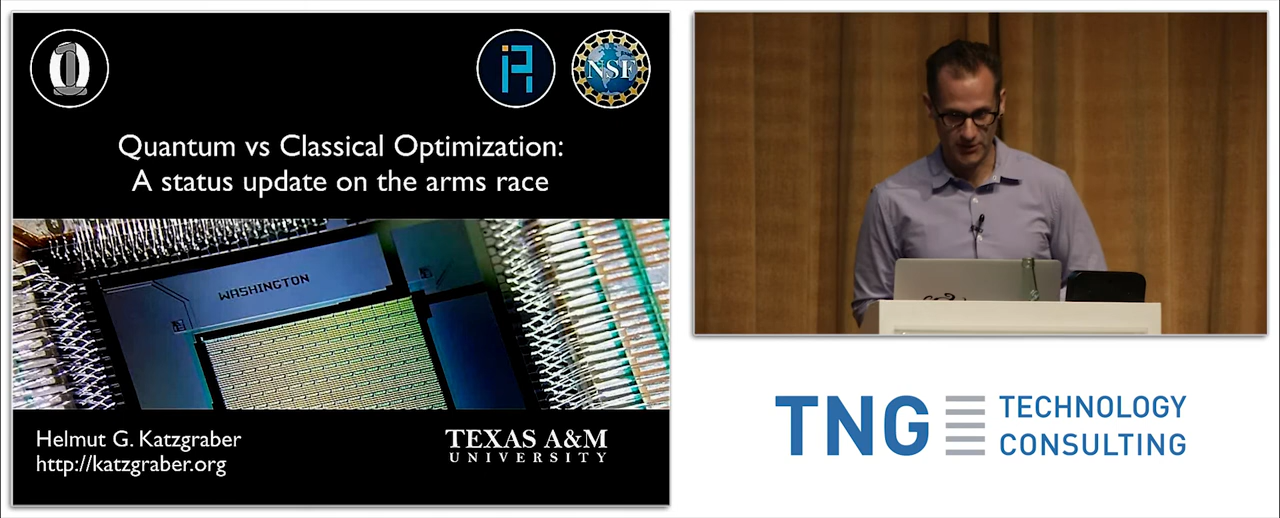 NSF
Quantum vs Classical Optimization:
A status update on the arms race
WASHINGTON
Helmut G. Katzgraber
http://katzgraber.org
TEXAS A&M
UNIVERSITY
TNG TECHNOLOGY
CONSULTING